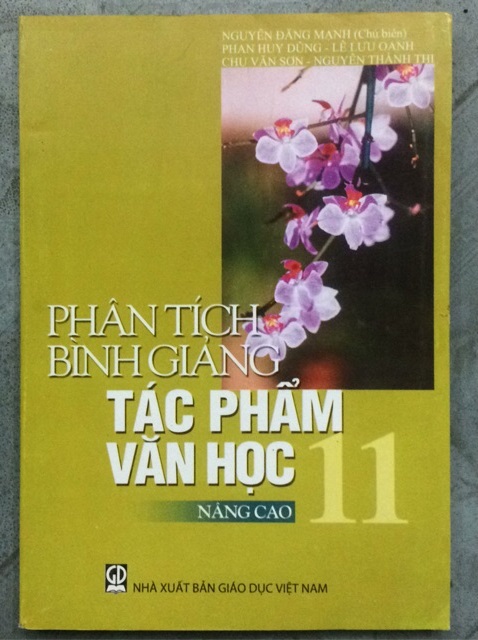 NGUYỄN ĐĂNG MẠNH (Chủ biên)
PHAN HUY DŨNG - LÊ LƯU OANH
CHU VĂN SƠN - NGUYỄN THÀNH THI
PHÂN TÍCH
BÌNH GIẢNG
TÁC PHẨM
VĂN HỌC 11
NÂNG CAO
GD NHÀ XUẤT BẢN GIÁO DỤC VIỆT NAM